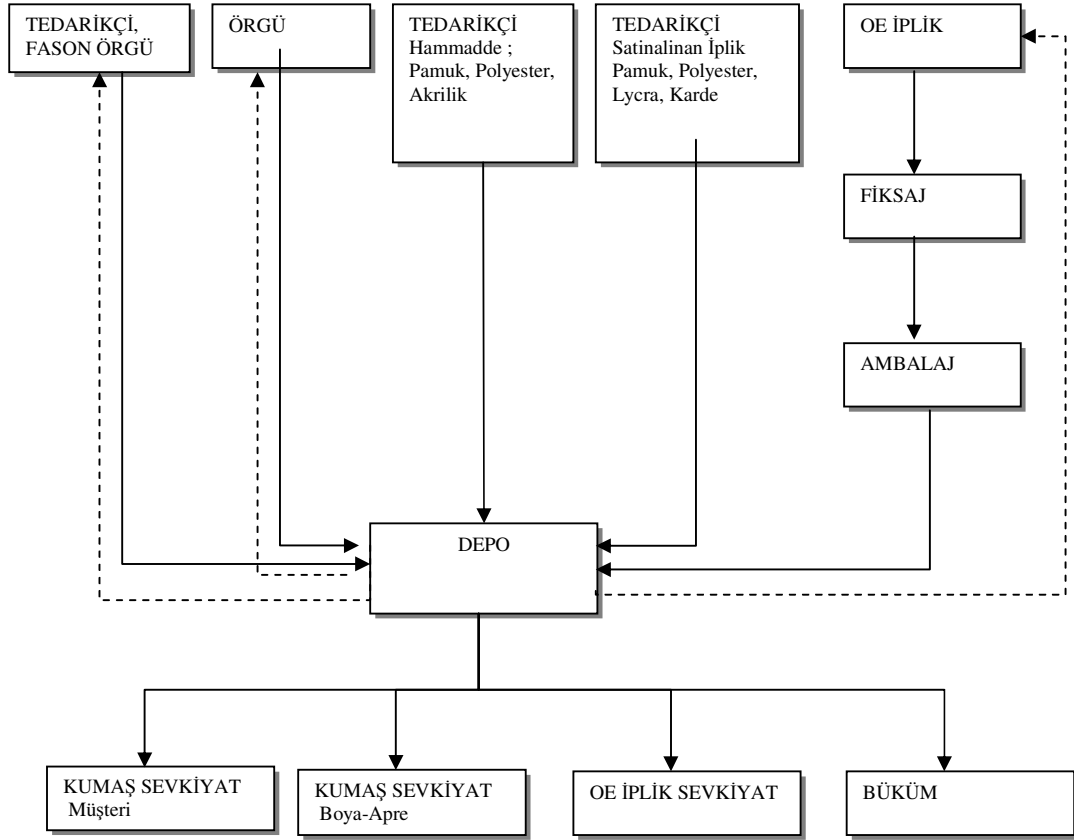 TEDARİKÇİ,
FASON ÖRGÜ
ÖRGÜ
TEDARİKÇİ
Hammadde ;
Pamuk, Polyester,
Akrilik
TEDARİKÇİ
Satinalinan İplik
Pamuk, Polyester,
Lycra, Karde
OE İPLİK
FİKSAJ
AMBALAJ
DEPO
KUMAŞ SEVKİYAT
Müşteri
KUMAŞ SEVKİYAT
Boya-Apre
OE İPLİK SEVKİYAT
BÜKÜM